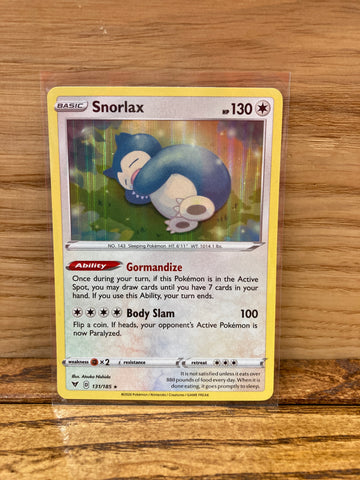 BASIC Snorlax HP 130
NO. 143 Sleeping Pokémon HT 6'11" WT. 1014.1 lbs.
Ability Gormandize
Once during your turn, if this Pokémon is in the Active
Spot, you may draw cards until you have 7 cards in your
hand. If you use this Ability, your turn ends.
Body Slam 100
Flip a coin. If heads, your opponent's Active Pokémon is
now Paralyzed.
weakness ×2 resistance retreat
Illus. Atsuko Nishida
131/185 ★
©2020 Pokémon / Nintendo / Creatures / GAME FREAK
It is not satisfied unless it eats over
880 pounds of food every day. When it is
done eating, it goes promptly to sleep.